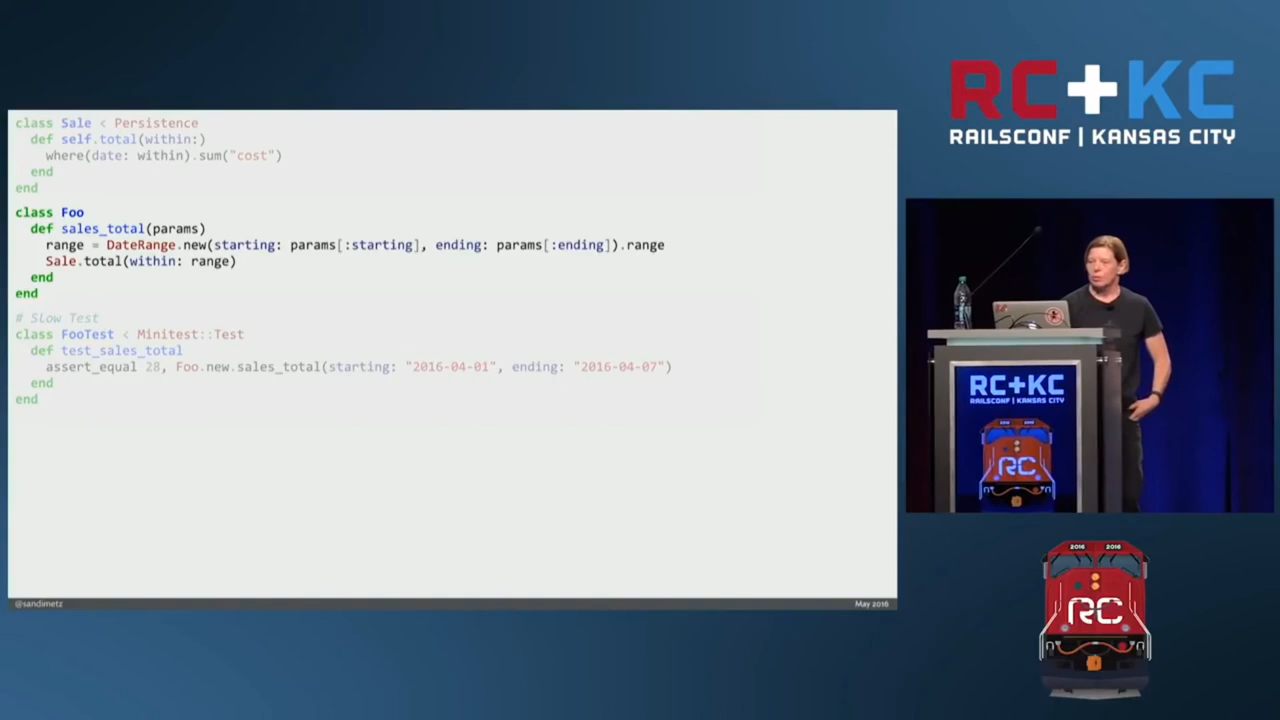 class Sale < Persistence
  def self.total(within:)
    where(date: within).sum("cost")
  end
end
class Foo
  def sales_total(params)
    range = DateRange.new(starting: params[:starting], ending: params[:ending]).range
    Sale.total(within: range)
  end
end
# Slow Test
class FooTest < Minitest::Test
  def test_sales_total
    assert_equal 28, Foo.new.sales_total(starting: "2016-04-01", ending: "2016-04-07")
  end
end
@sandimetz
May 2016
RC+KC
RAILSCONF | KANSAS CITY
RC+KC
RAILSCONF | KANSAS CITY
RC
2016 2016
RC